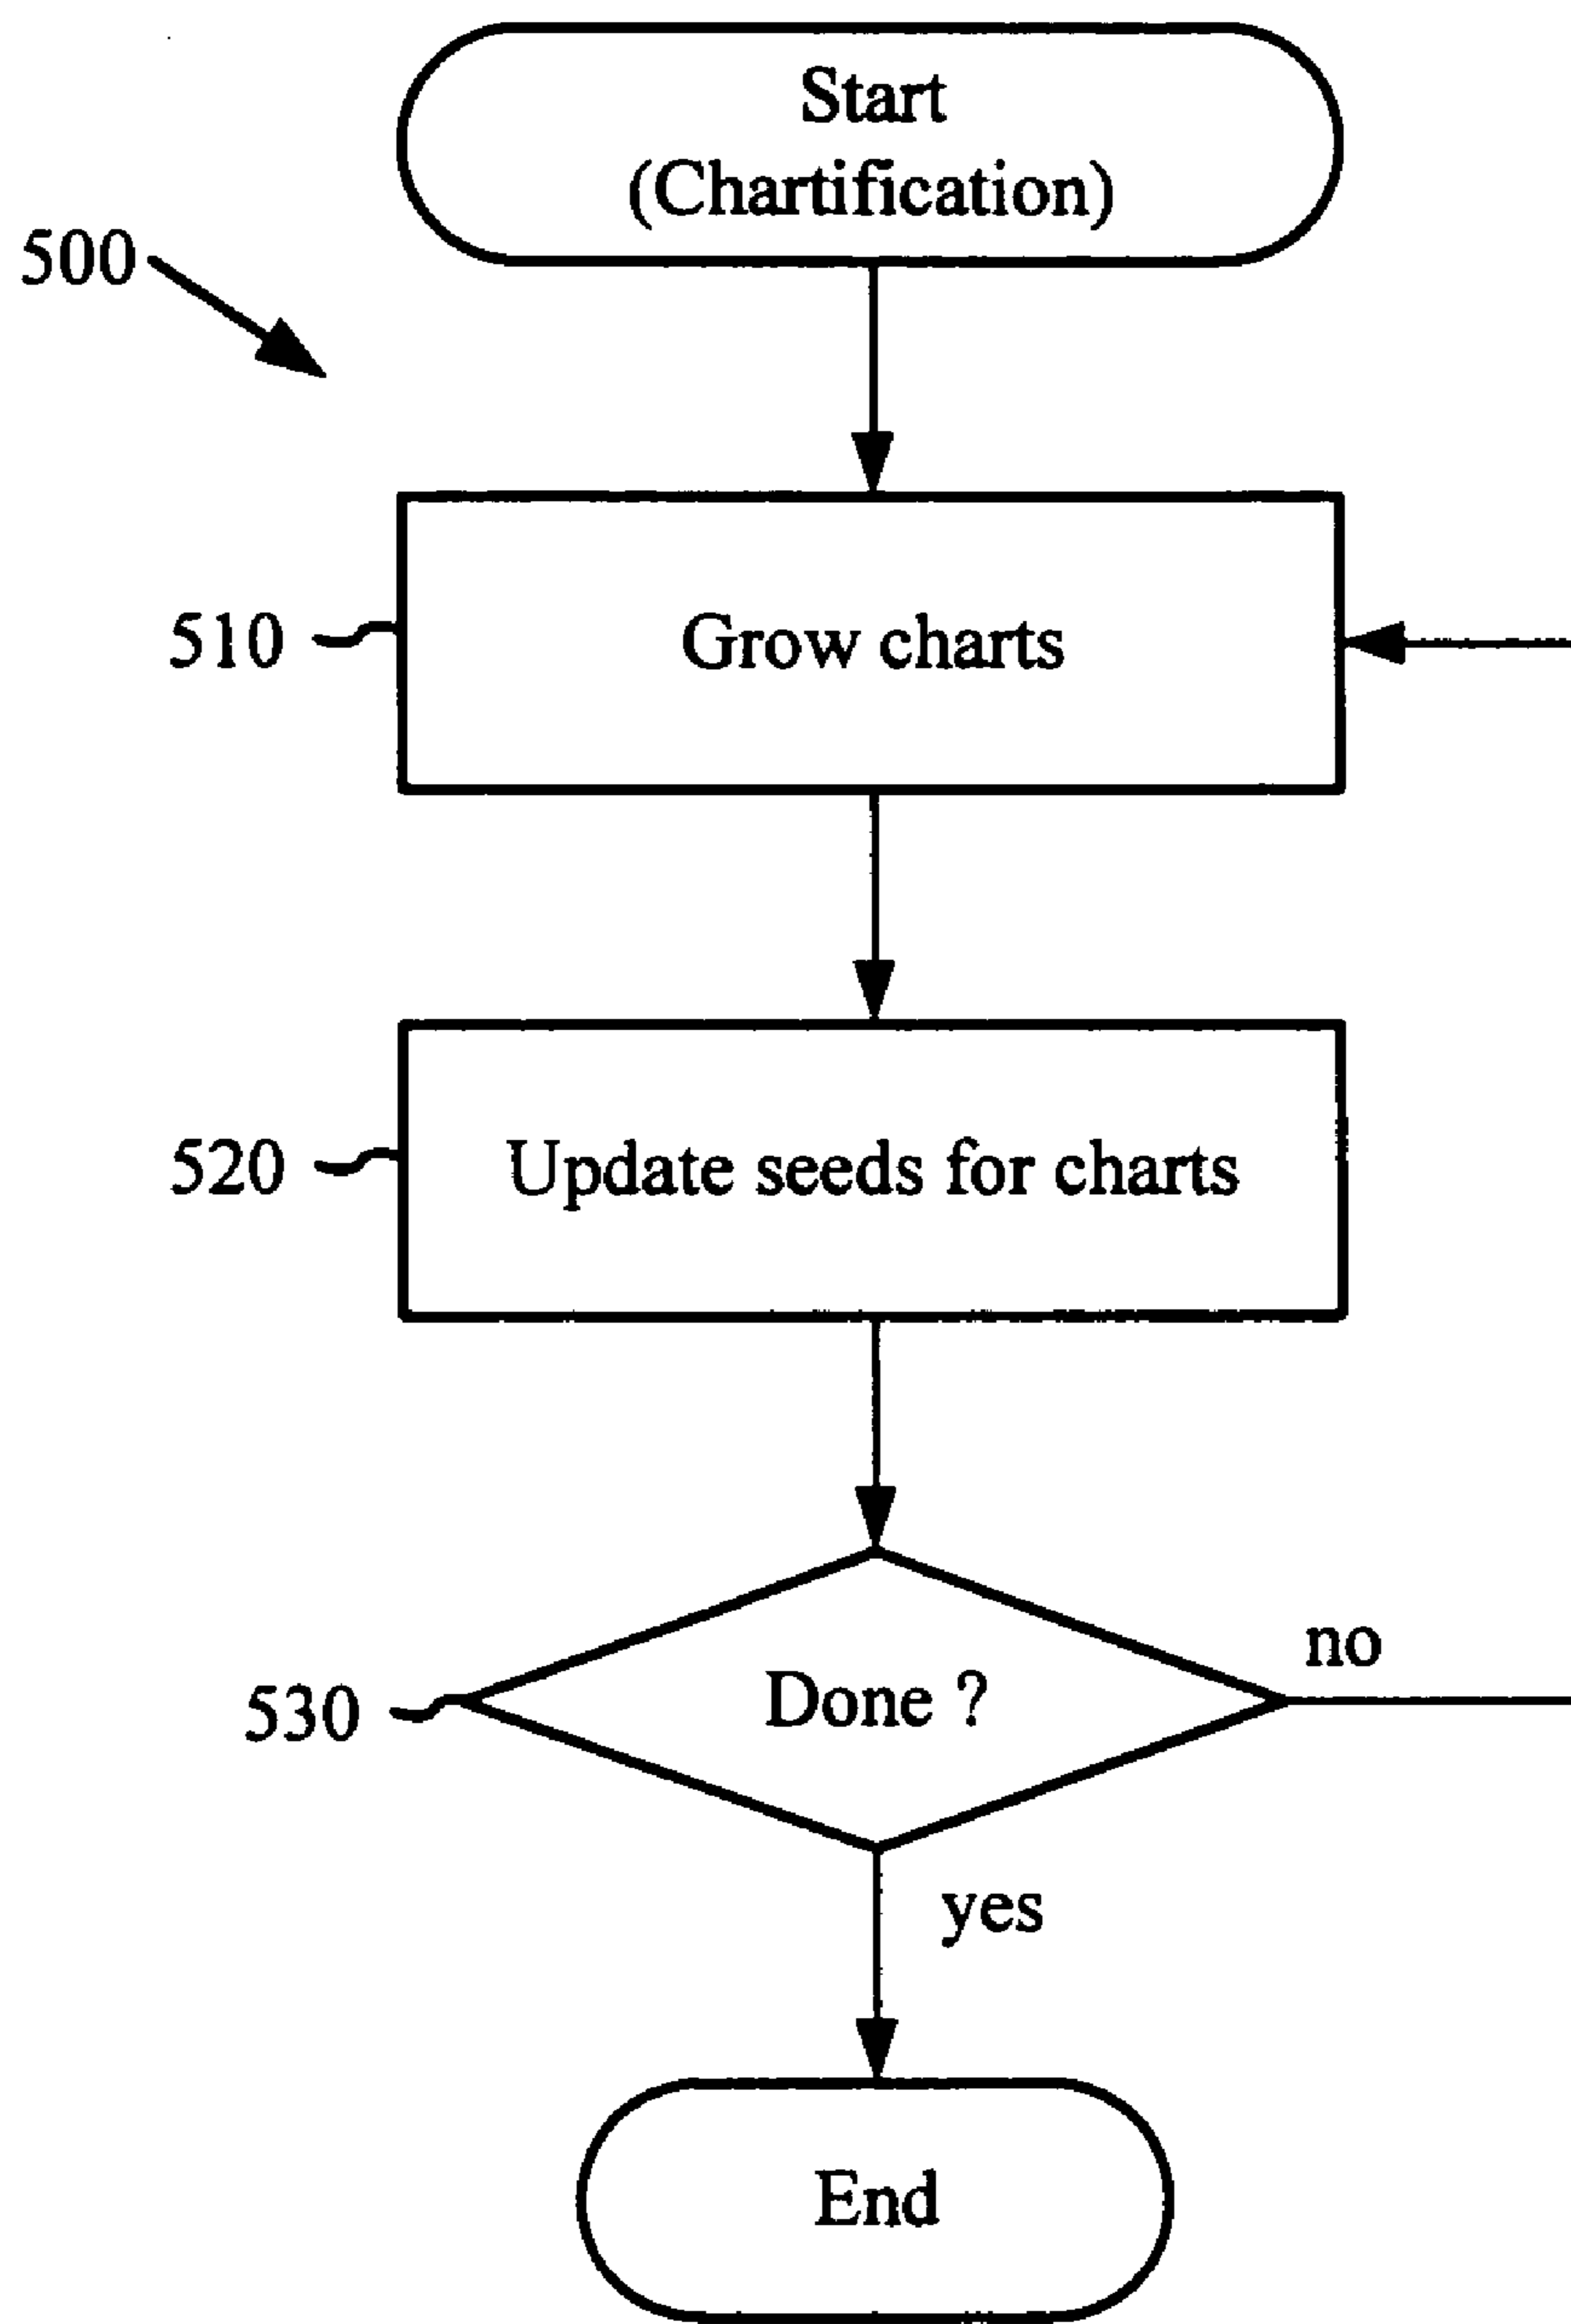 Start
(Chartification)
500
510
Grow charts
520
Update seeds for charts
530
Done ?
no
yes
End